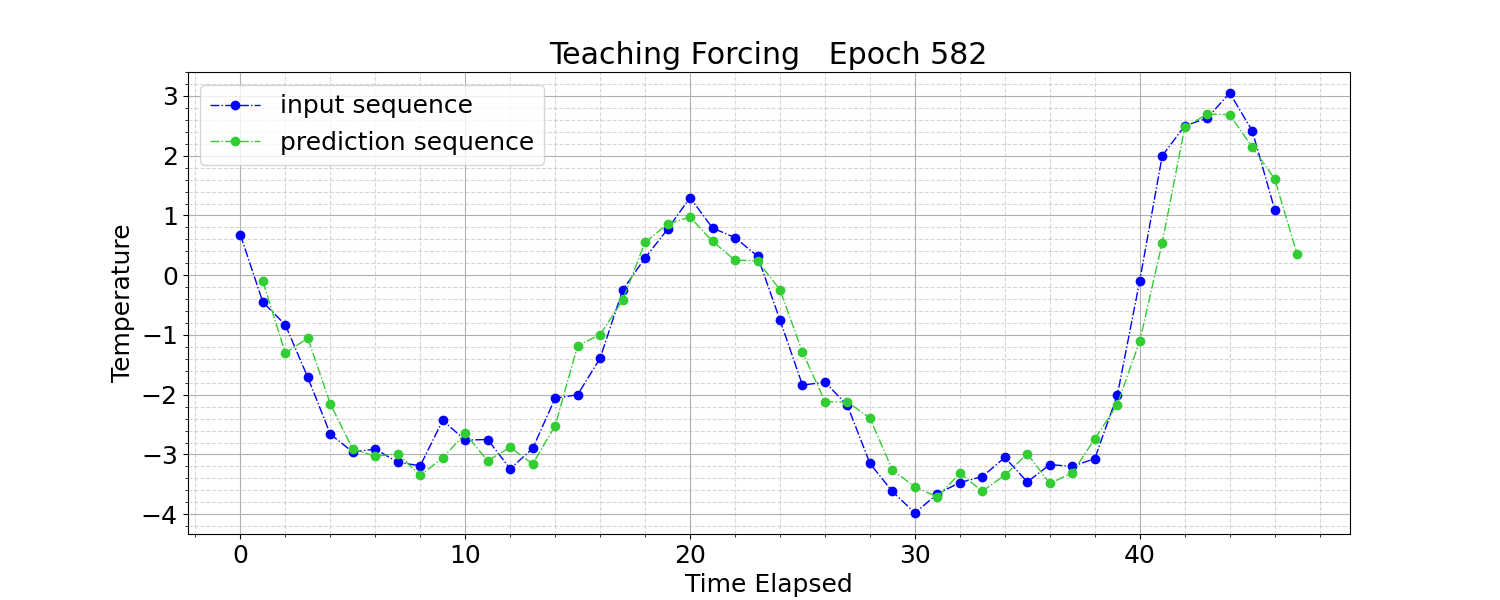 Teaching Forcing   Epoch 582
input sequence
prediction sequence
Temperature
3
2
1
0
−1
−2
−3
−4
0 10 20 30 40
Time Elapsed